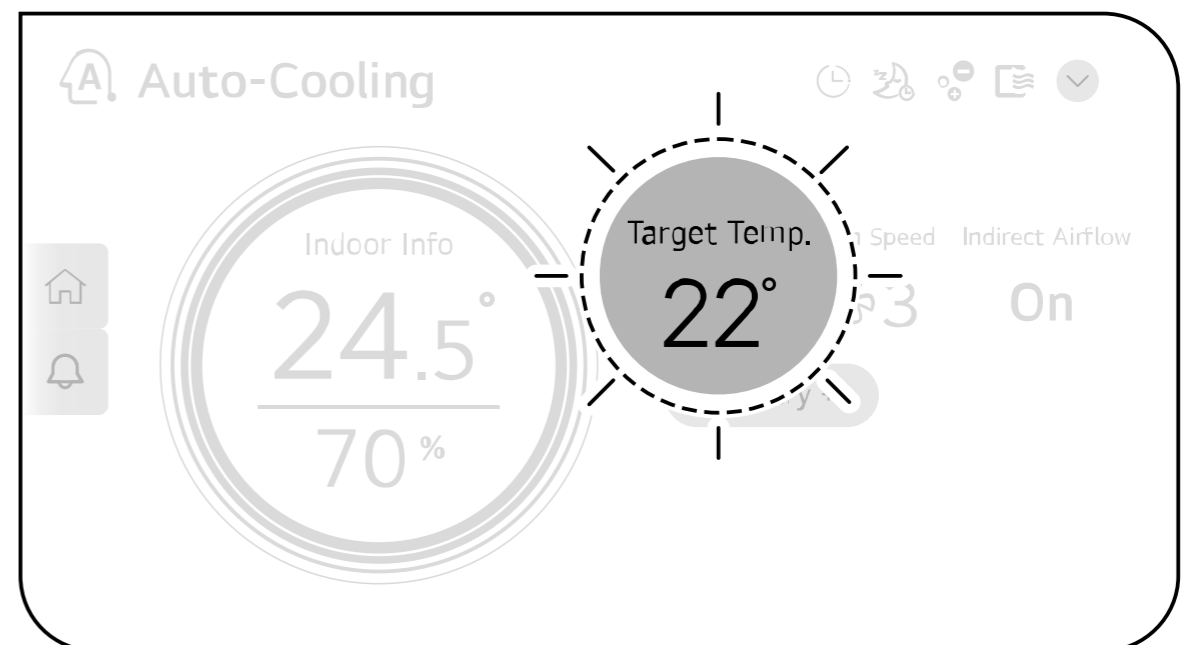 Auto-Cooling
Indoor Info
24.5°
70%
Target Temp.
22°
Speed
3
Indirect Airflow
On